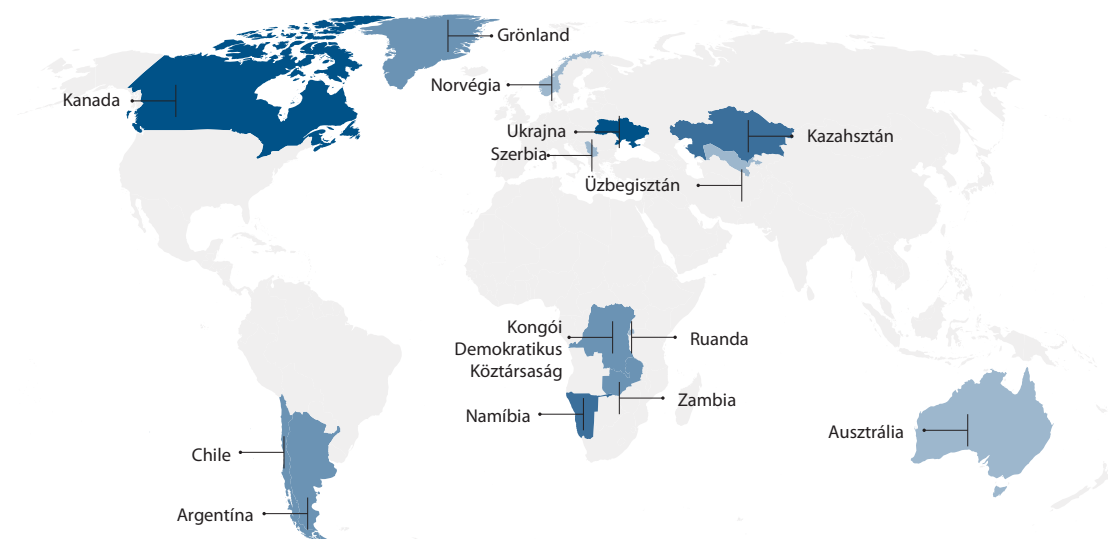 Grönland
Norvégia
Kanada
Ukrajna
Kazahsztán
Szerbia
Üzbegisztán
Kongói
Demokratikus
Köztársaság
Ruanda
Zambia
Namíbia
Ausztrália
Chile
Argentína